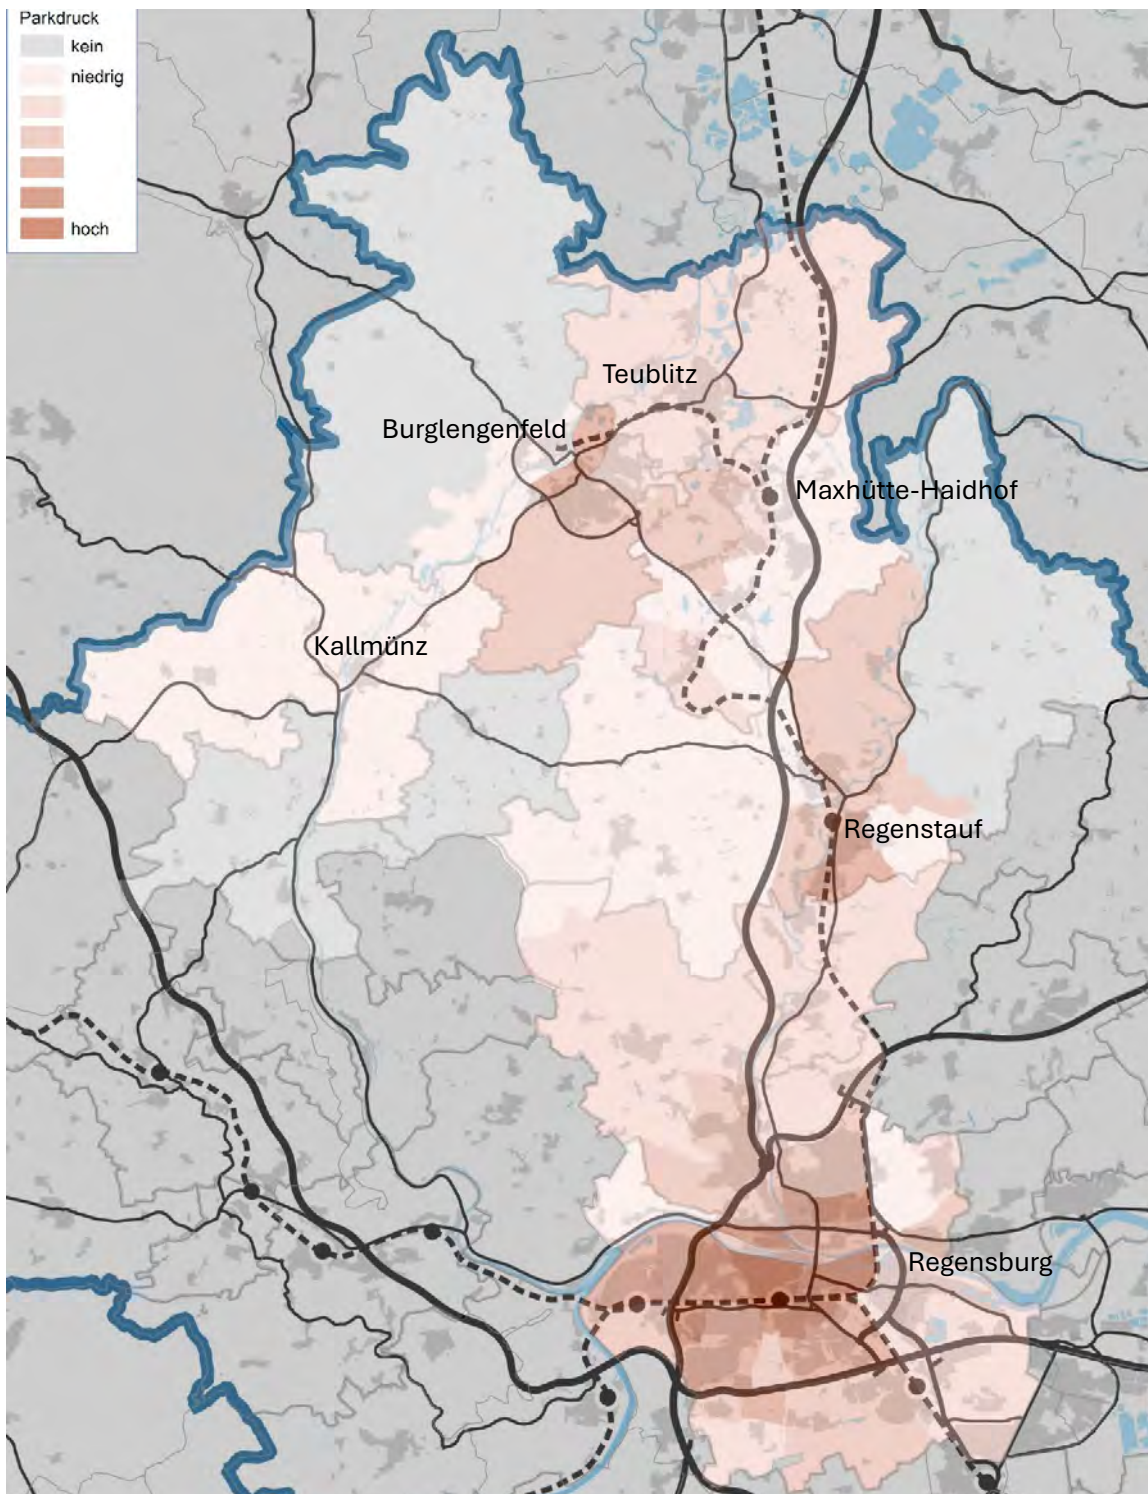 Parkdruck
kein
niedrig
hoch
Teublitz
Burglengenfeld
Maxhütte-Haidhof
Kallmünz
Regenstauf
Regensburg